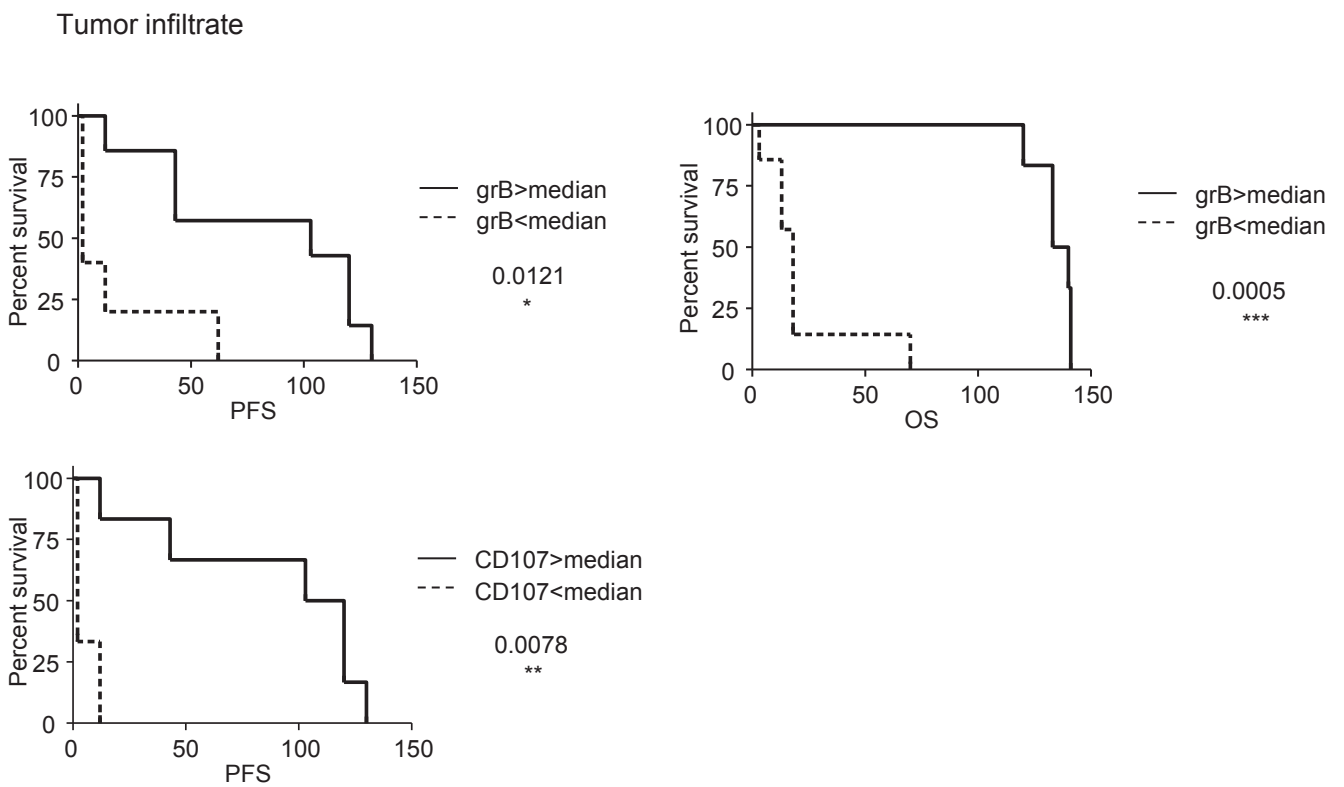 Tumor infiltrate
Percent survival
100
75
50
25
0
0 50 100 150
PFS
grB>median
grB<median
0.0121
*
Percent survival
100
75
50
25
0
0 50 100 150
OS
grB>median
grB<median
0.0005
***
Percent survival
100
75
50
25
0
0 50 100 150
PFS
CD107>median
CD107<median
0.0078
**